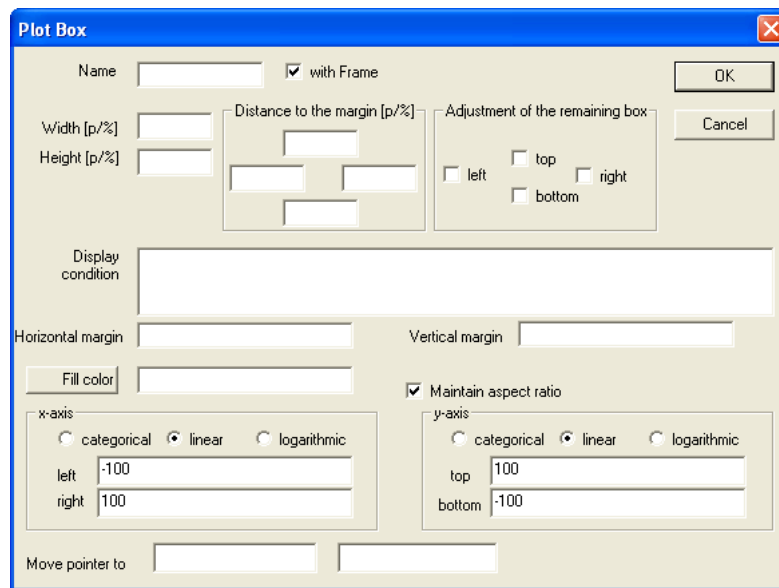 Plot Box
Name
with Frame
OK
Width [p/%]
Distance to the margin [p/%]
Adjustment of the remaining box
Cancel
Height [p/%]
top
left
right
bottom
Display
condition
Horizontal margin
Vertical margin
Fill color
Maintain aspect ratio
x-axis
categorical linear logarithmic
left -100
right 100
y-axis
categorical linear logarithmic
top 100
bottom -100
Move pointer to